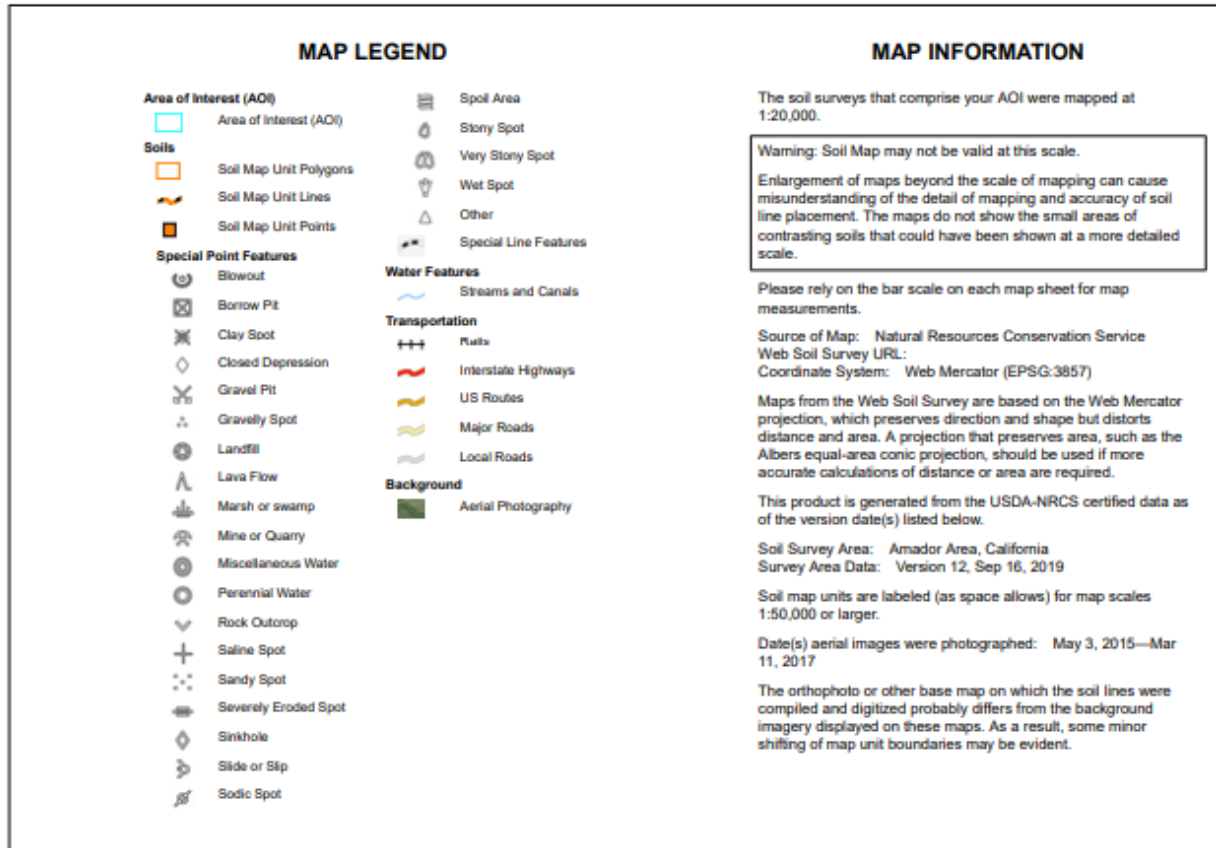 MAP LEGEND
Area of Interest (AOI)
Area of Interest (AOI)
Soils
Soil Map Unit Polygons
Soil Map Unit Lines
Soil Map Unit Points
Special Point Features
Blowout
Borrow Pit
Clay Spot
Closed Depression
Gravel Pit
Gravelly Spot
Landfill
Lava Flow
Marsh or swamp
Mine or Quarry
Miscellaneous Water
Perennial Water
Rock Outcrop
Saline Spot
Sandy Spot
Severely Eroded Spot
Sinkhole
Slide or Slip
Sodic Spot
Spoil Area
Stony Spot
Very Stony Spot
Wet Spot
Other
Special Line Features
Water Features
Streams and Canals
Transportation
Rails
Interstate Highways
US Routes
Major Roads
Local Roads
Background
Aerial Photography
MAP INFORMATION
The soil surveys that comprise your AOI were mapped at
1:20,000.
Warning: Soil Map may not be valid at this scale.
Enlargement of maps beyond the scale of mapping can cause
misunderstanding of the detail of mapping and accuracy of soil
line placement. The maps do not show the small areas of
contrasting soils that could have been shown at a more detailed
scale.
Please rely on the bar scale on each map sheet for map
measurements.
Source of Map: Natural Resources Conservation Service
Web Soil Survey URL:
Coordinate System: Web Mercator (EPSG:3857)
Maps from the Web Soil Survey are based on the Web Mercator
projection, which preserves direction and shape but distorts
distance and area. A projection that preserves area, such as the
Albers equal-area conic projection, should be used if more
accurate calculations of distance or area are required.
This product is generated from the USDA-NRCS certified data as
of the version date(s) listed below.
Soil Survey Area: Amador Area, California
Survey Area Data: Version 12, Sep 16, 2019
Soil map units are labeled (as space allows) for map scales
1:50,000 or larger.
Date(s) aerial images were photographed: May 3, 2015—Mar
11, 2017
The orthophoto or other base map on which the soil lines were
compiled and digitized probably differs from the background
imagery displayed on these maps. As a result, some minor
shifting of map unit boundaries may be evident.